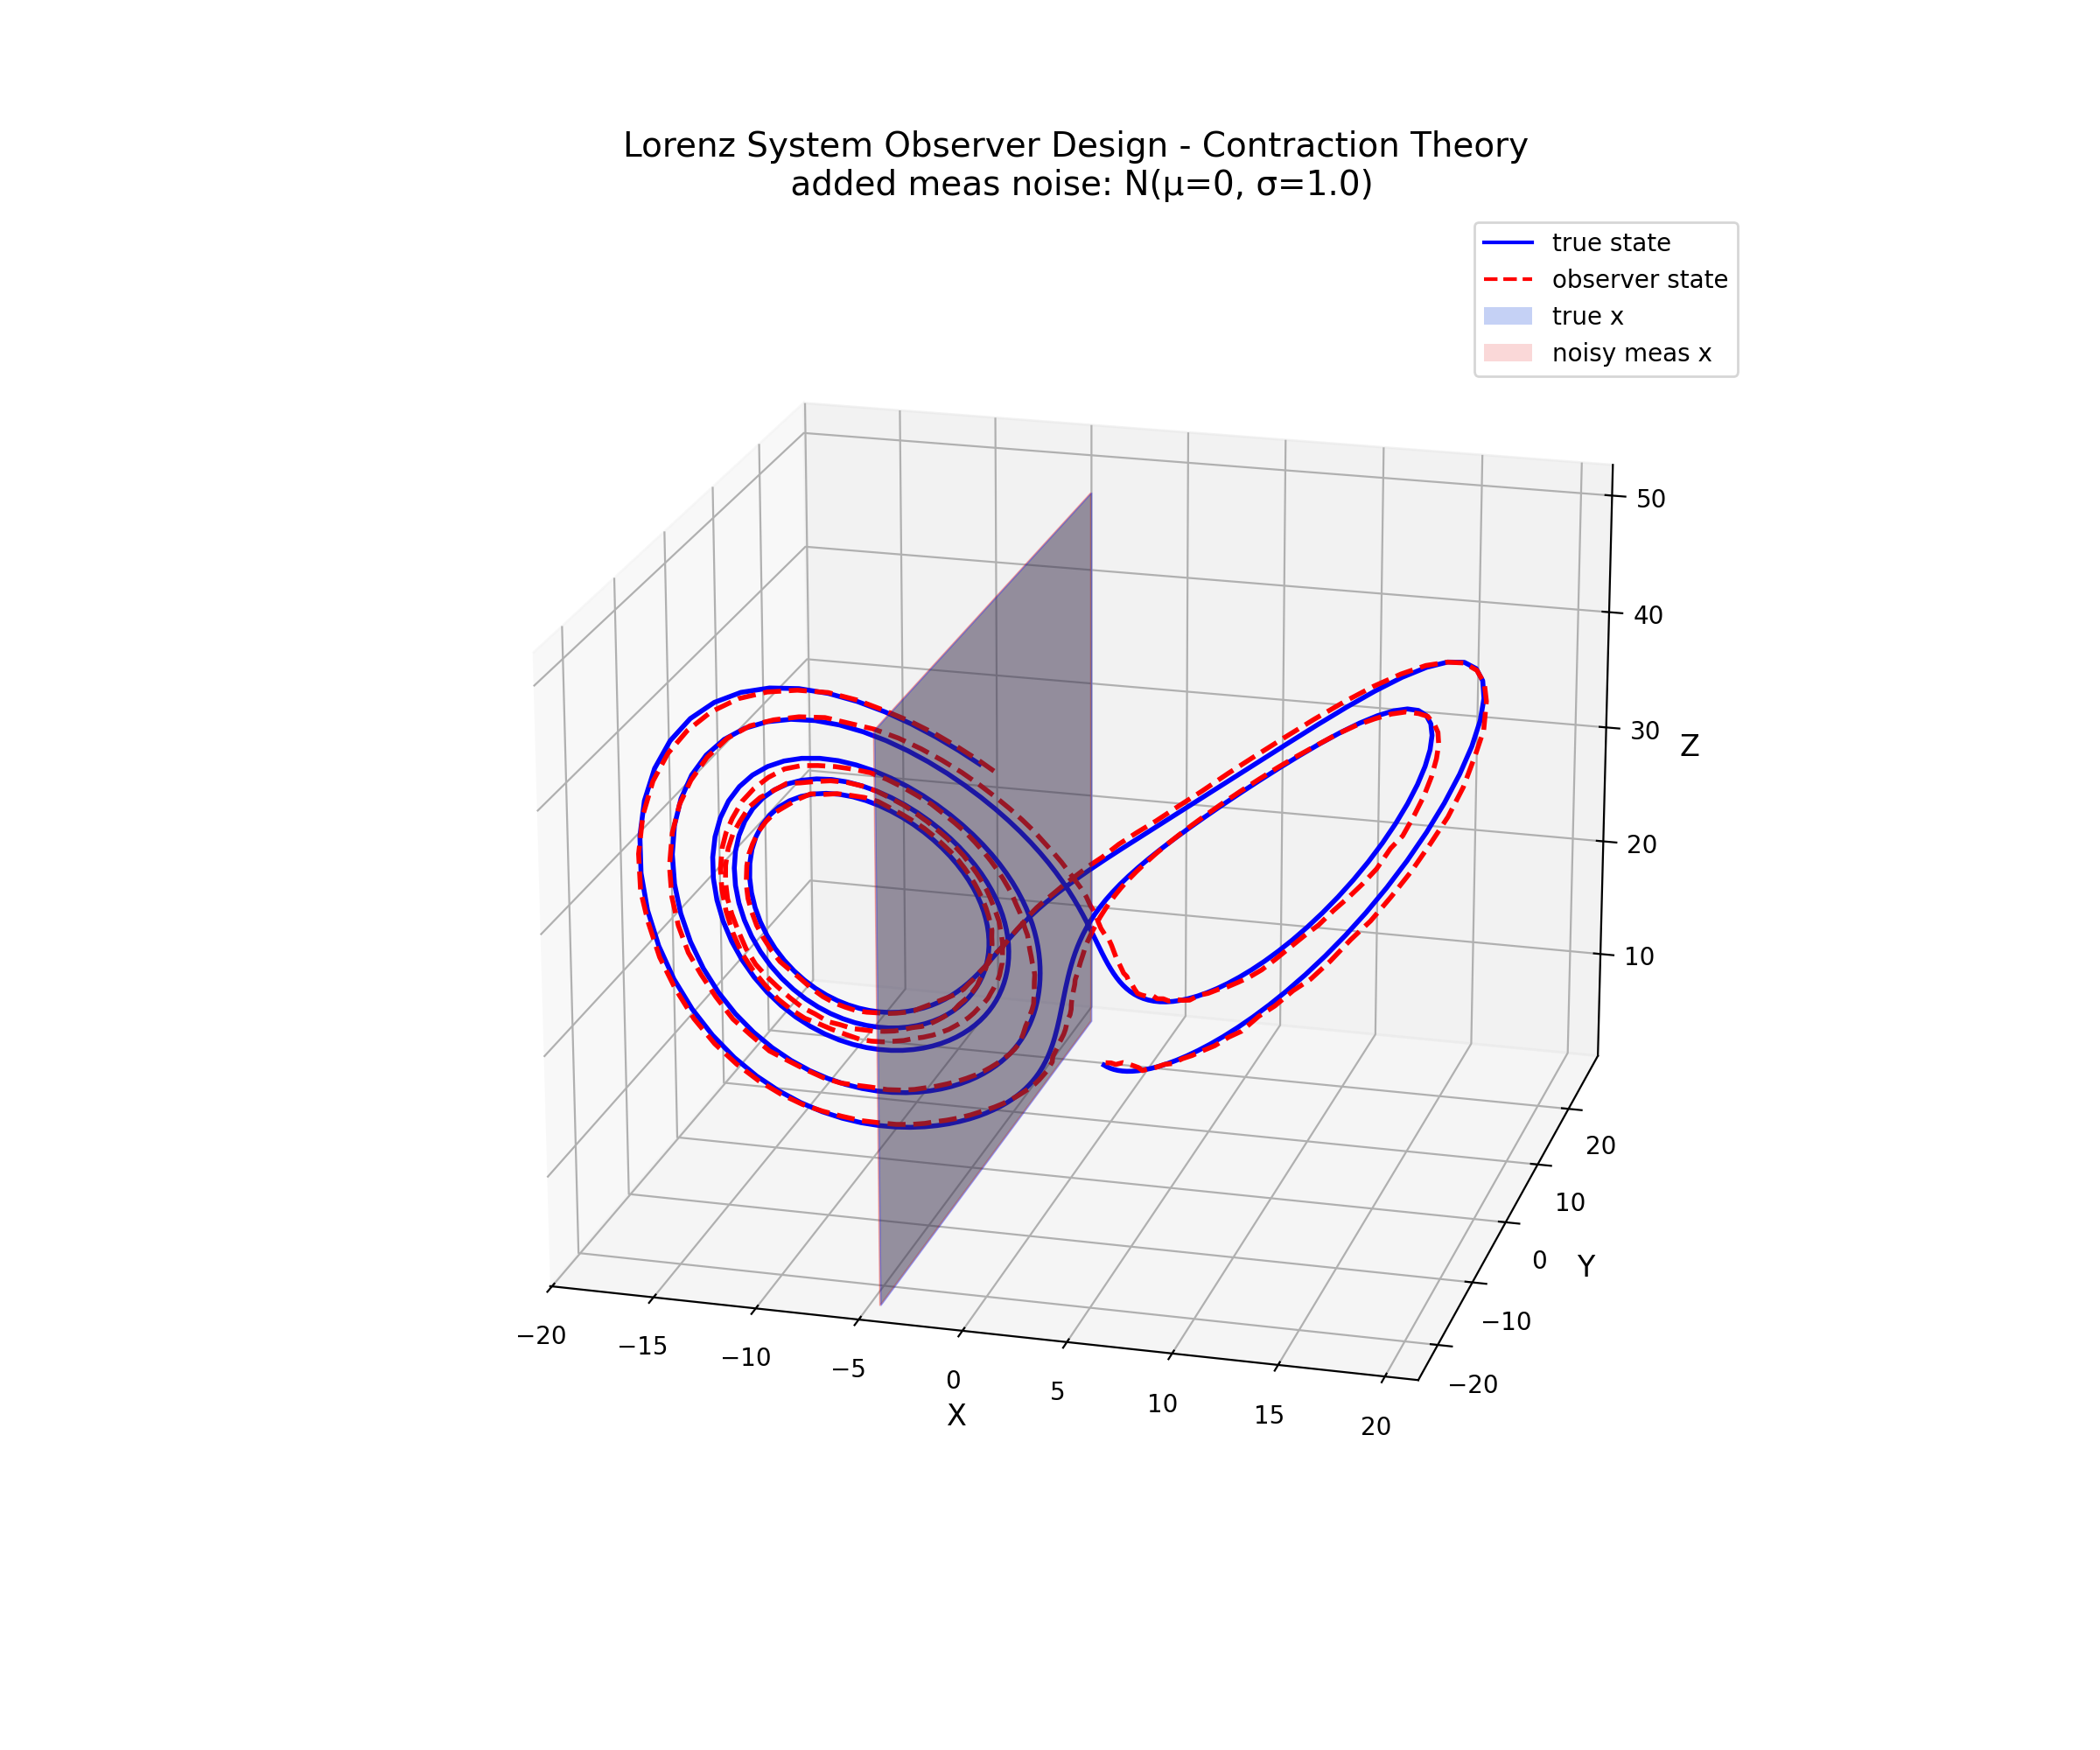 Lorenz System Observer Design - Contraction Theory
added meas noise: N(μ=0, σ=1.0)
true state
observer state
true x
noisy meas x
50
40
30
Z
20
10
20
10
0
Y
−10
−20
−20
−15
−10
−5
0
5
10
15
20
X